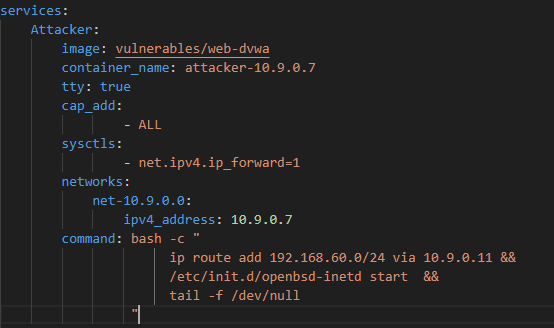 services:
Attacker:
image: vulnerables/web-dvwa
container_name: attacker-10.9.0.7
tty: true
cap_add:
- ALL
sysctls:
- net.ipv4.ip_forward=1
networks:
net-10.9.0.0:
ipv4_address: 10.9.0.7
command: bash -c "
ip route add 192.168.60.0/24 via 10.9.0.11 &&
/etc/init.d/openbsd-inetd start  &&
tail -f /dev/null
"